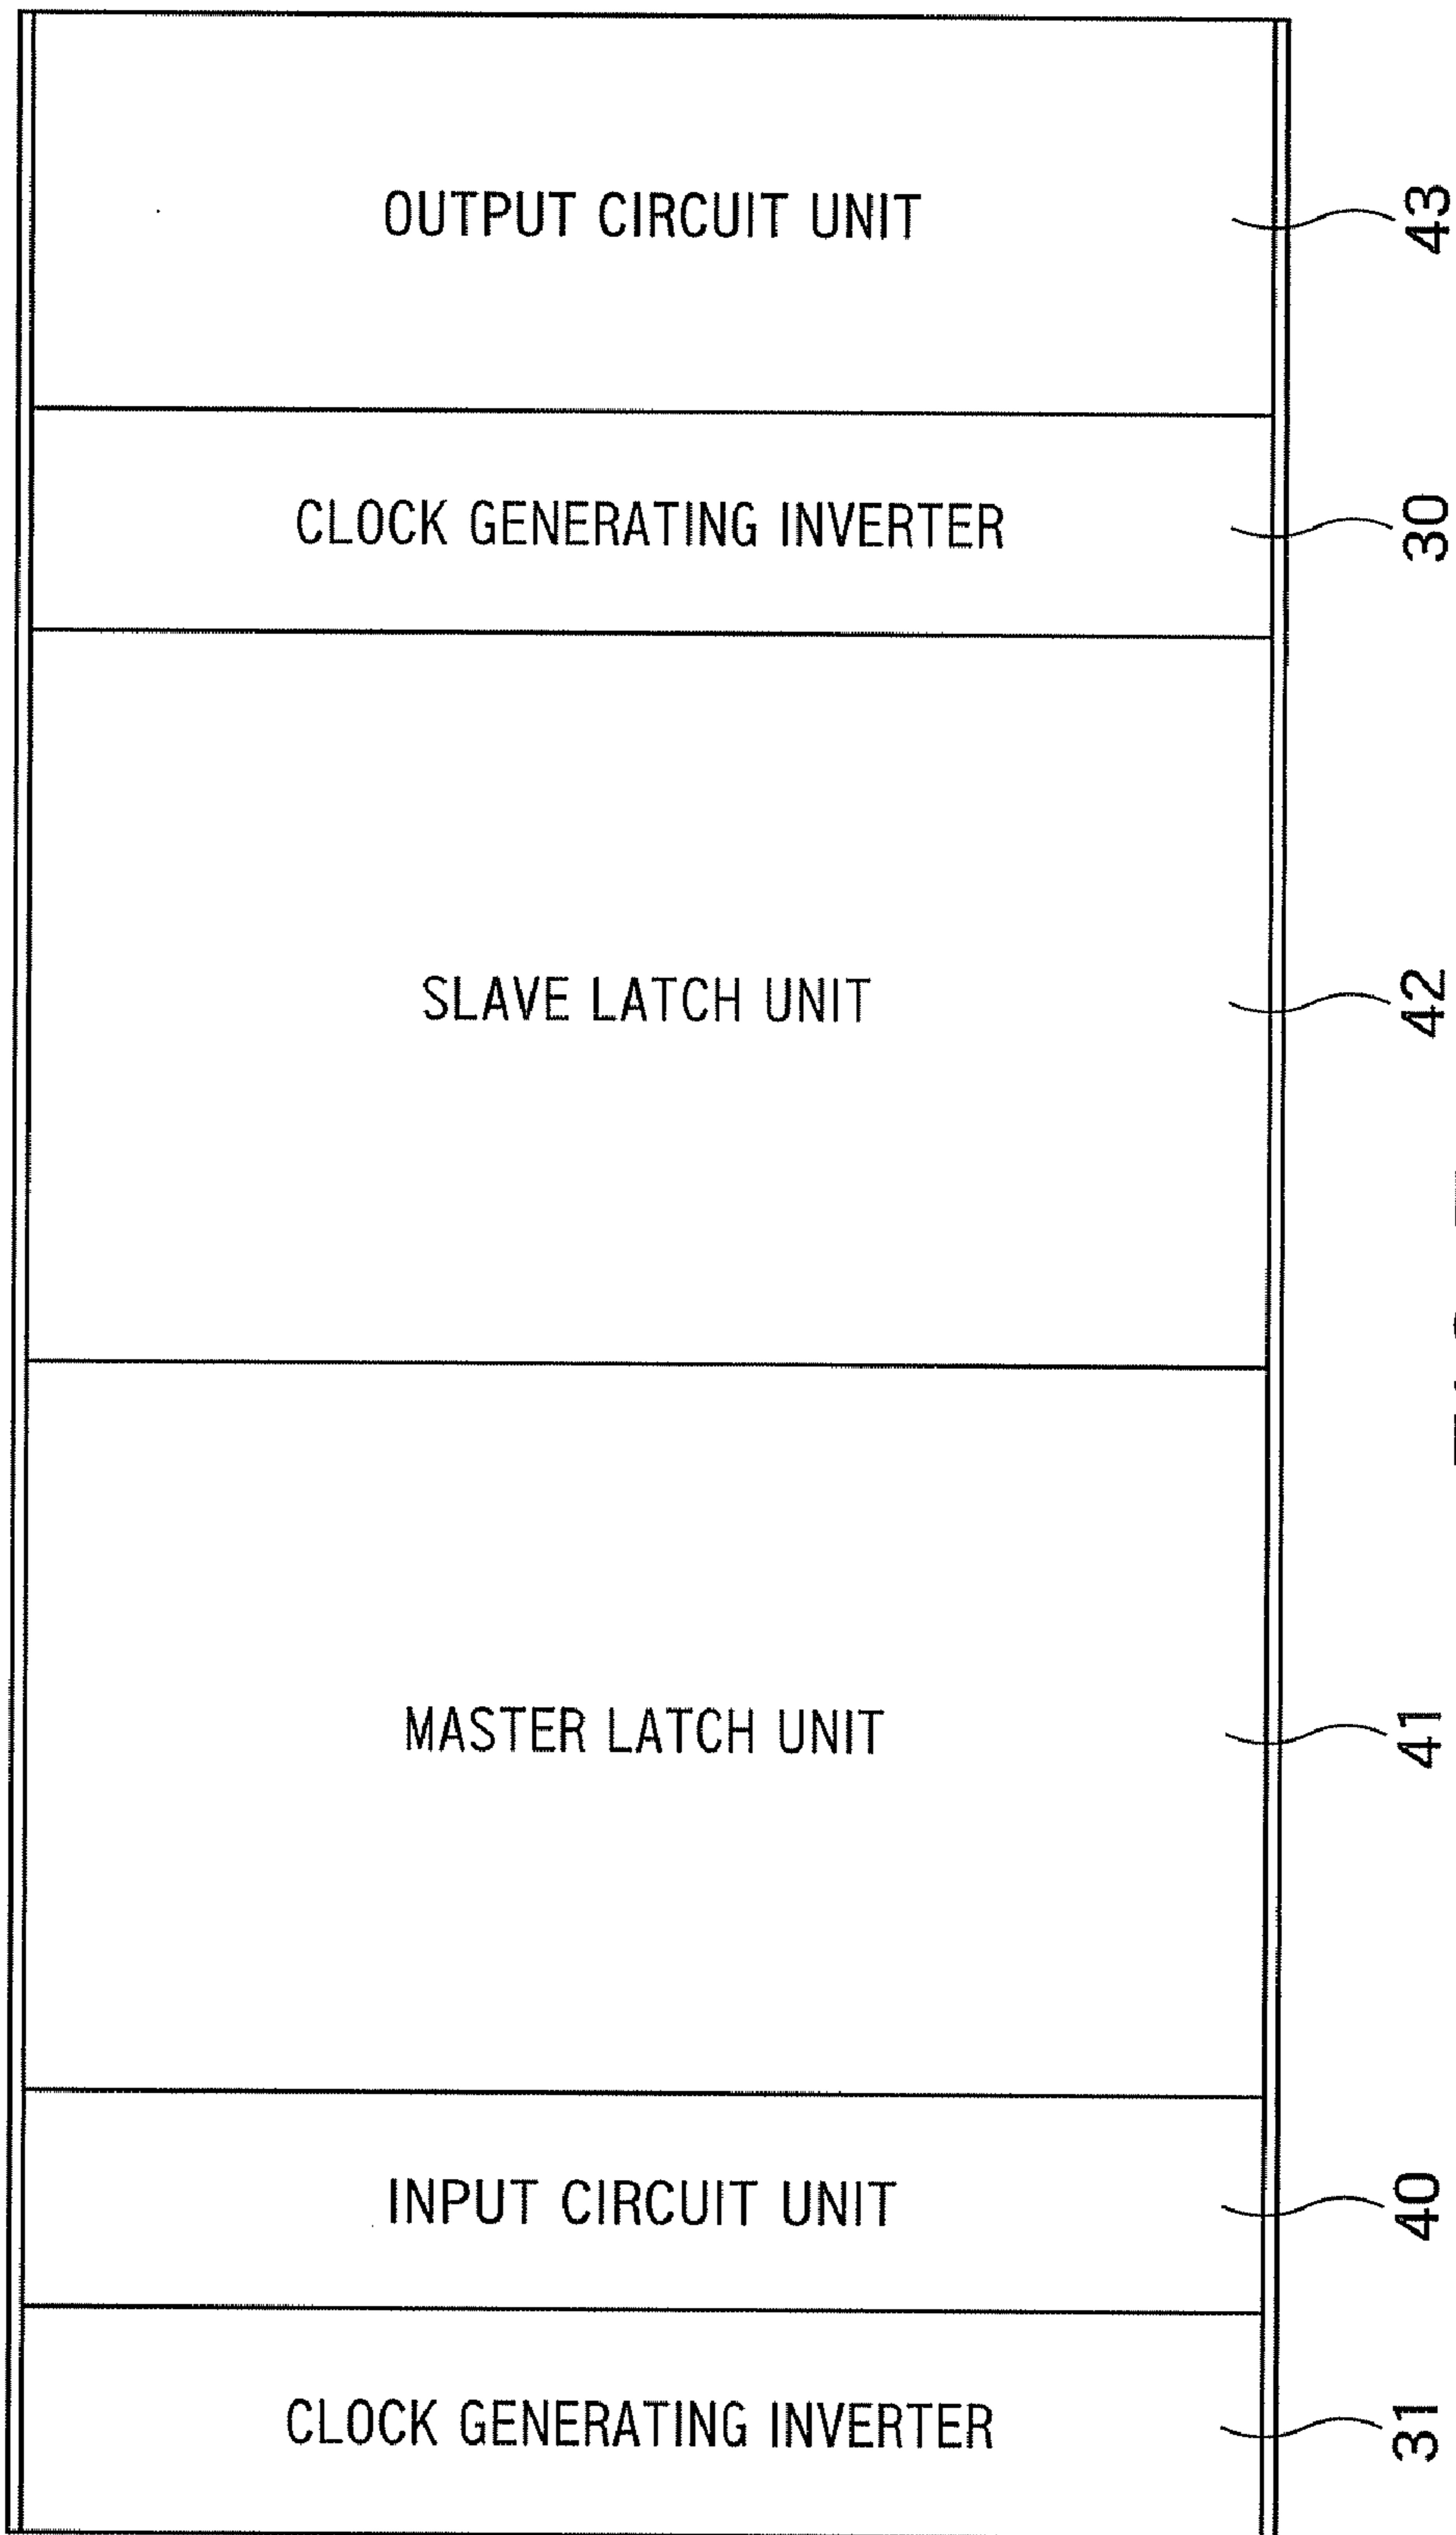 OUTPUT CIRCUIT UNIT
43
CLOCK GENERATING INVERTER
30
SLAVE LATCH UNIT
42
MASTER LATCH UNIT
41
INPUT CIRCUIT UNIT
40
CLOCK GENERATING INVERTER
31